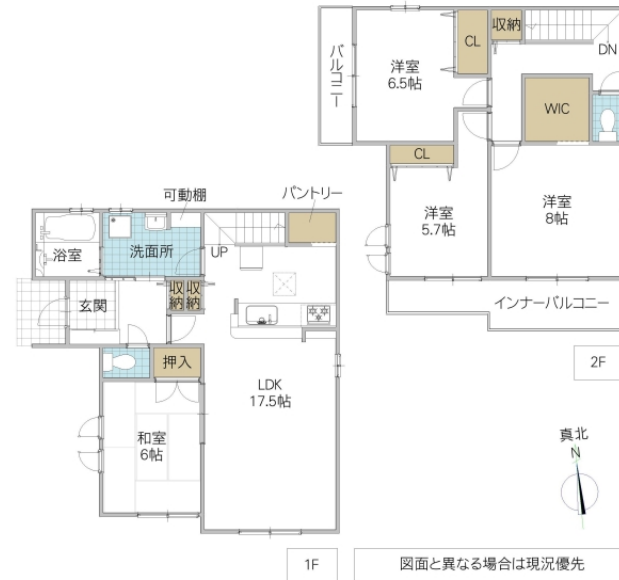 バルコニー
洋室
6.5帖
CL
収納
DN
WIC
CL
洋室
5.7帖
洋室
8帖
インナーバルコニー
2F
可動棚
パントリー
浴室
洗面所
UP
玄関
収納
収納
押入
LDK
17.5帖
和室
6帖
1F
真北
N
図面と異なる場合は現況優先